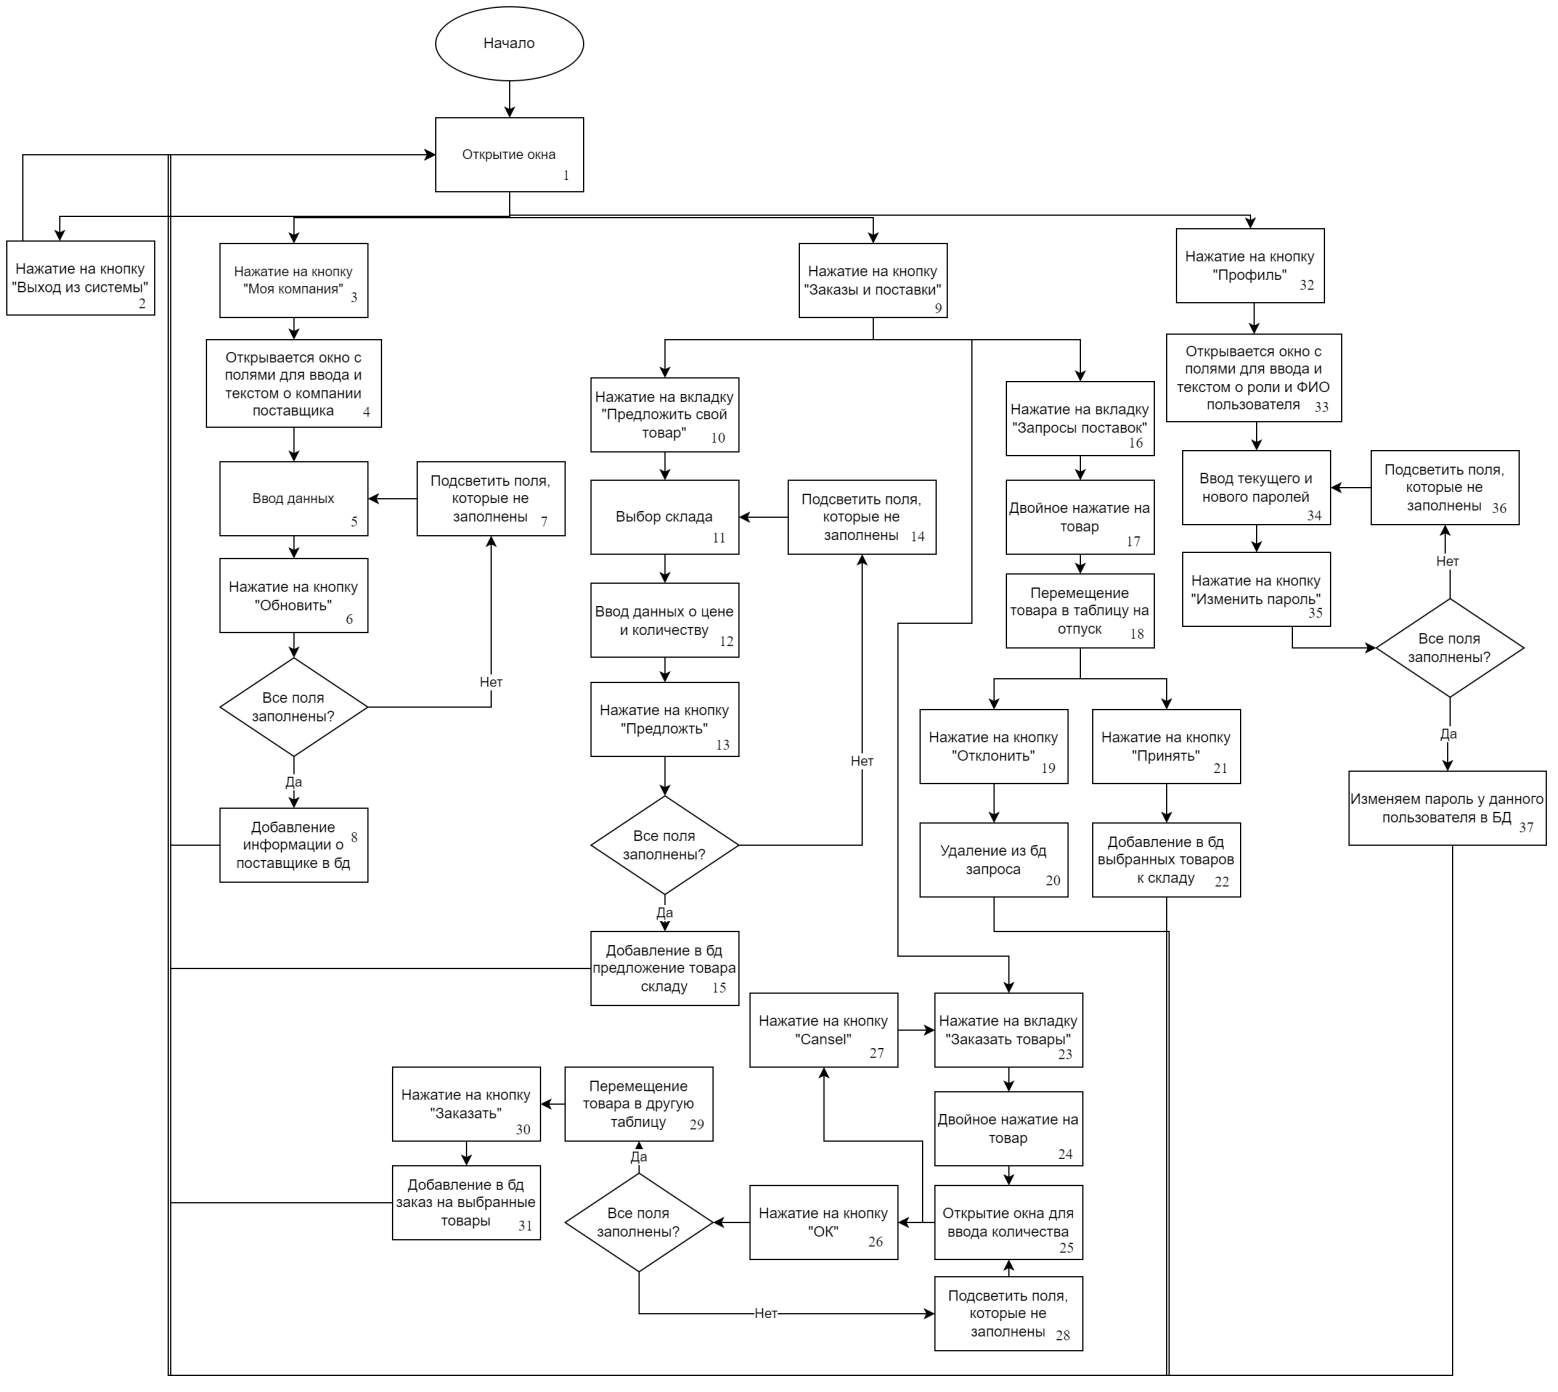 Начало
Открытие окна
1
Нажатие на кнопку
"Выход из системы"
2
Нажатие на кнопку
"Моя компания"
3
Открывается окно с
полями для ввода и
текстом о компании
поставщика
4
Ввод данных
5
Нажатие на кнопку
"Обновить"
6
Подсветить поля,
которые не
заполнены
7
Все поля
заполнены?
Нет
Да
Добавление
информации о
поставщике в бд
8
Нажатие на кнопку
"Заказы и поставки"
9
Нажатие на вкладку
"Предложить свой
товар"
10
Выбор склада
11
Ввод данных о цене
и количеству
12
Нажатие на кнопку
"Предложть"
13
Подсветить поля,
которые не
заполнены
14
Все поля
заполнены?
Нет
Да
Добавление в бд
предложение товара
складу
15
Нажатие на вкладку
"Запросы поставок"
16
Двойное нажатие на
товар
17
Перемещение
товара в таблицу на
отпуск
18
Нажатие на кнопку
"Отклонить"
19
Удаление из бд
запроса
20
Нажатие на кнопку
"Принять"
21
Добавление в бд
выбранных товаров
к складу
22
Нажатие на вкладку
"Заказать товары"
23
Двойное нажатие на
товар
24
Открытие окна для
ввода количества
25
Нажатие на кнопку
"ОК"
26
Нажатие на кнопку
"Cansel"
27
Подсветить поля,
которые не
заполнены
28
Все поля
заполнены?
Нет
Да
Перемещение
товара в другую
таблицу
29
Нажатие на кнопку
"Заказать"
30
Добавление в бд
заказ на выбранные
товары
31
Нажатие на кнопку
"Профиль"
32
Открывается окно с
полями для ввода и
текстом о роли и ФИО
пользователя
33
Ввод текущего и
нового паролей
34
Нажатие на кнопку
"Изменить пароль"
35
Подсветить поля,
которые не
заполнены
36
Нет
Все поля
заполнены?
Да
Изменяем пароль у данного
пользователя в БД
37